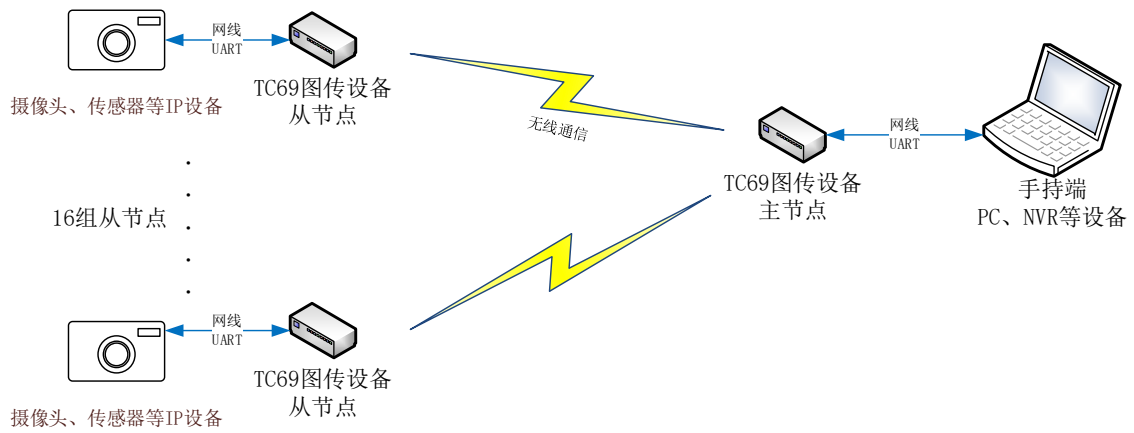 网线
UART
TC69图传设备
从节点
摄像头、传感器等IP设备
无线通信
网线
UART
TC69图传设备
主节点
手持端
PC、NVR等设备
16组从节点
网线
UART
TC69图传设备
从节点
摄像头、传感器等IP设备